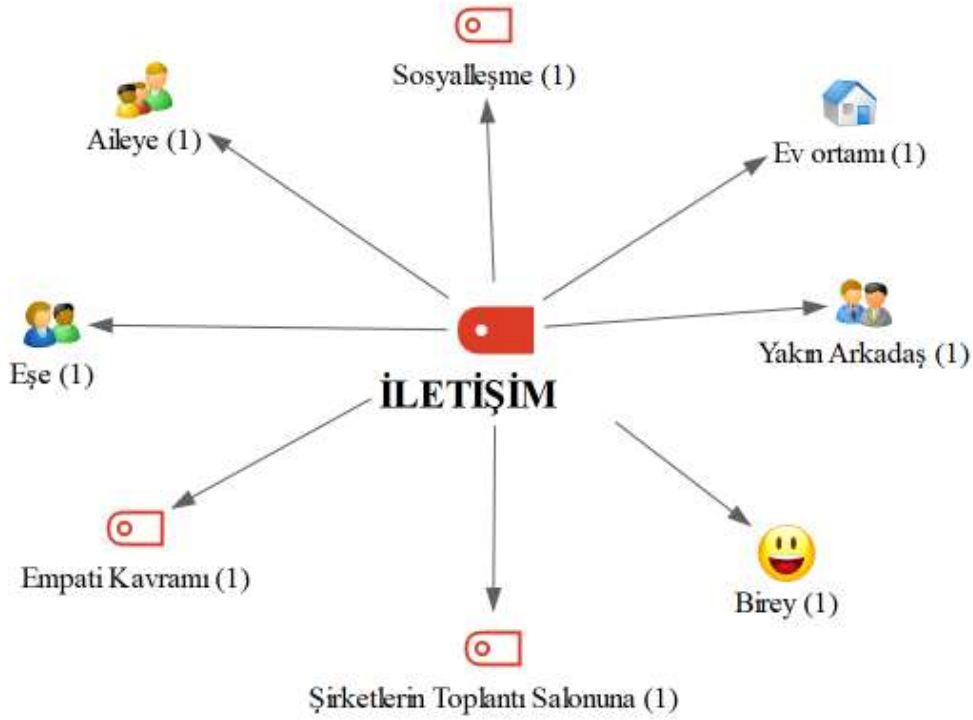 Sosyalleşme (1)
Aileye (1)
Ev ortamı (1)
Eşe (1)
Yakın Arkadaş (1)
İLETİŞİM
Empati Kavramı (1)
Birey (1)
Şirketlerin Toplantı Salonuna (1)